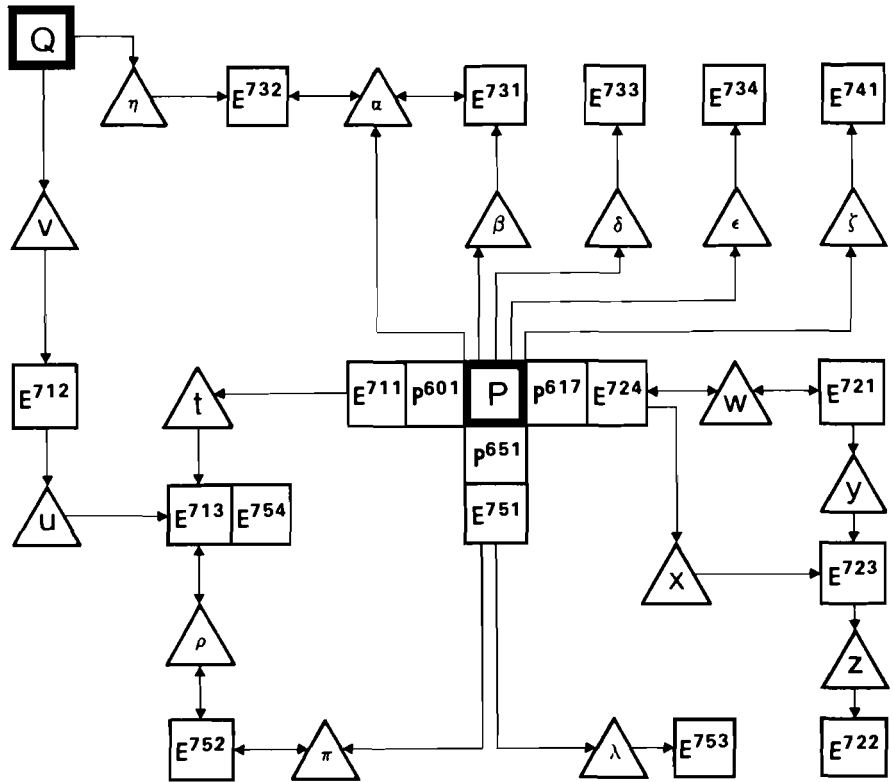 Q
η E⁷³² α E⁷³¹ E⁷³³ E⁷³⁴ E⁷⁴¹
v β δ ϵ ζ
E⁷¹² t E⁷¹¹ P⁶⁰¹ P P⁶¹⁷ E⁷²⁴ w E⁷²¹
P⁶⁵¹
u E⁷¹³ E⁷⁵⁴ E⁷⁵¹ y
x E⁷²³
ρ z
E⁷⁵² π λ E⁷⁵³ E⁷²²